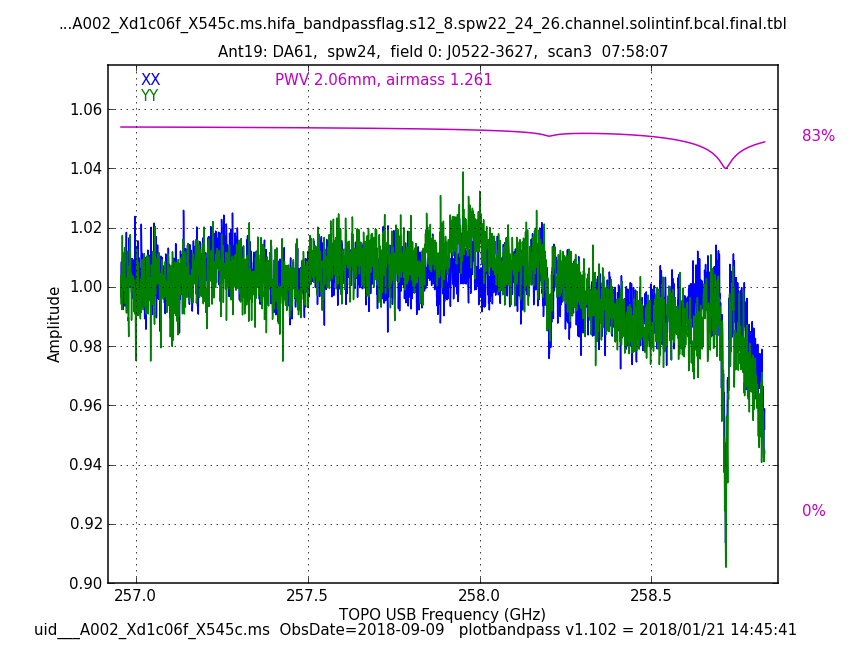 ...A002_Xd1c06f_X545c.ms.hifa_bandpassflag.s12_8.spw22_24_26.channel.solintinf.bcal.final.tbl
Ant19: DA61,  spw24,  field 0: J0522-3627,  scan3  07:58:07
XX
PWV 2.06mm, airmass 1.261
YY
1.06
83%
1.04
1.02
1.00
Amplitude
0.98
0.96
0.94
0.92
0%
0.90
257.0 257.5 258.0 258.5
TOPO USB Frequency (GHz)
uid___A002_Xd1c06f_X545c.ms  ObsDate=2018-09-09   plotbandpass v1.102 = 2018/01/21 14:45:41